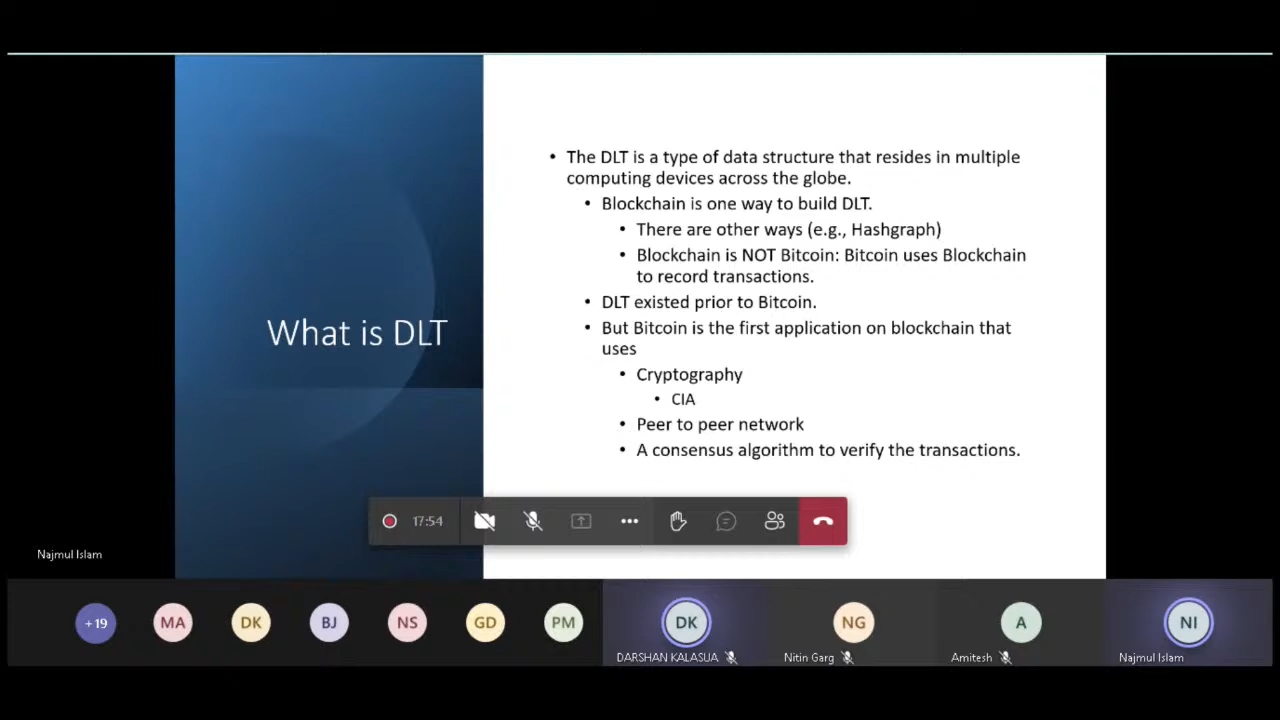 What is DLT
• The DLT is a type of data structure that resides in multiple
computing devices across the globe.
• Blockchain is one way to build DLT.
• There are other ways (e.g., Hashgraph)
• Blockchain is NOT Bitcoin: Bitcoin uses Blockchain
to record transactions.
• DLT existed prior to Bitcoin.
• But Bitcoin is the first application on blockchain that
uses
• Cryptography
• CIA
• Peer to peer network
• A consensus algorithm to verify the transactions.
17:54
Najmul Islam
+19
MA
DK
BJ
NS
GD
PM
DK
DARSHAN KALASUA
NG
Nitin Garg
A
Amitesh
NI
Najmul Islam